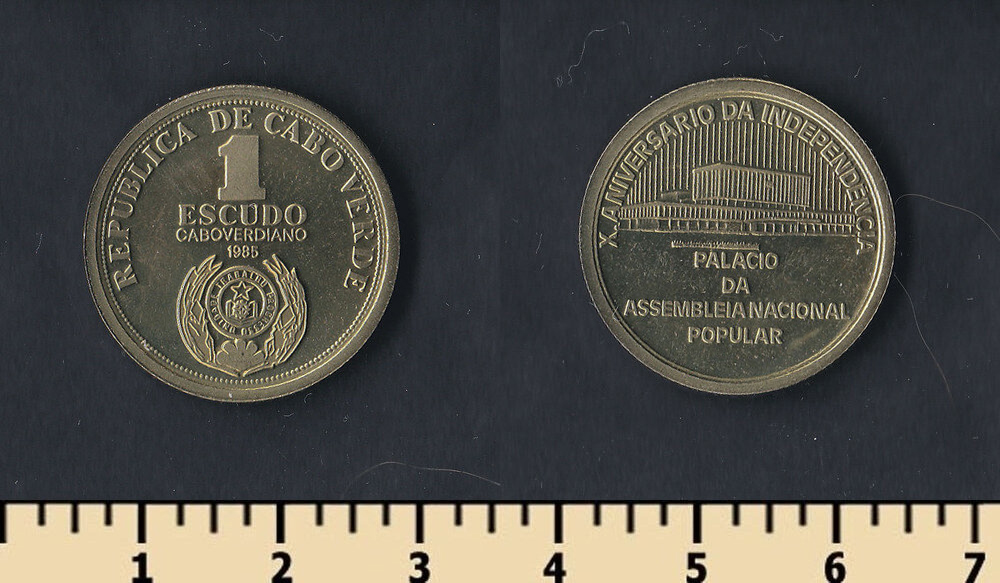 REPUBLICA DE CABO VERDE
1
ESCUDO
CABOVERDIANO
1985
X.ANIVERSARIO DA INDEPENDENCIA
PALACIO
DA
ASSEMBLEIA NACIONAL
POPULAR
1 2 3 4 5 6 7